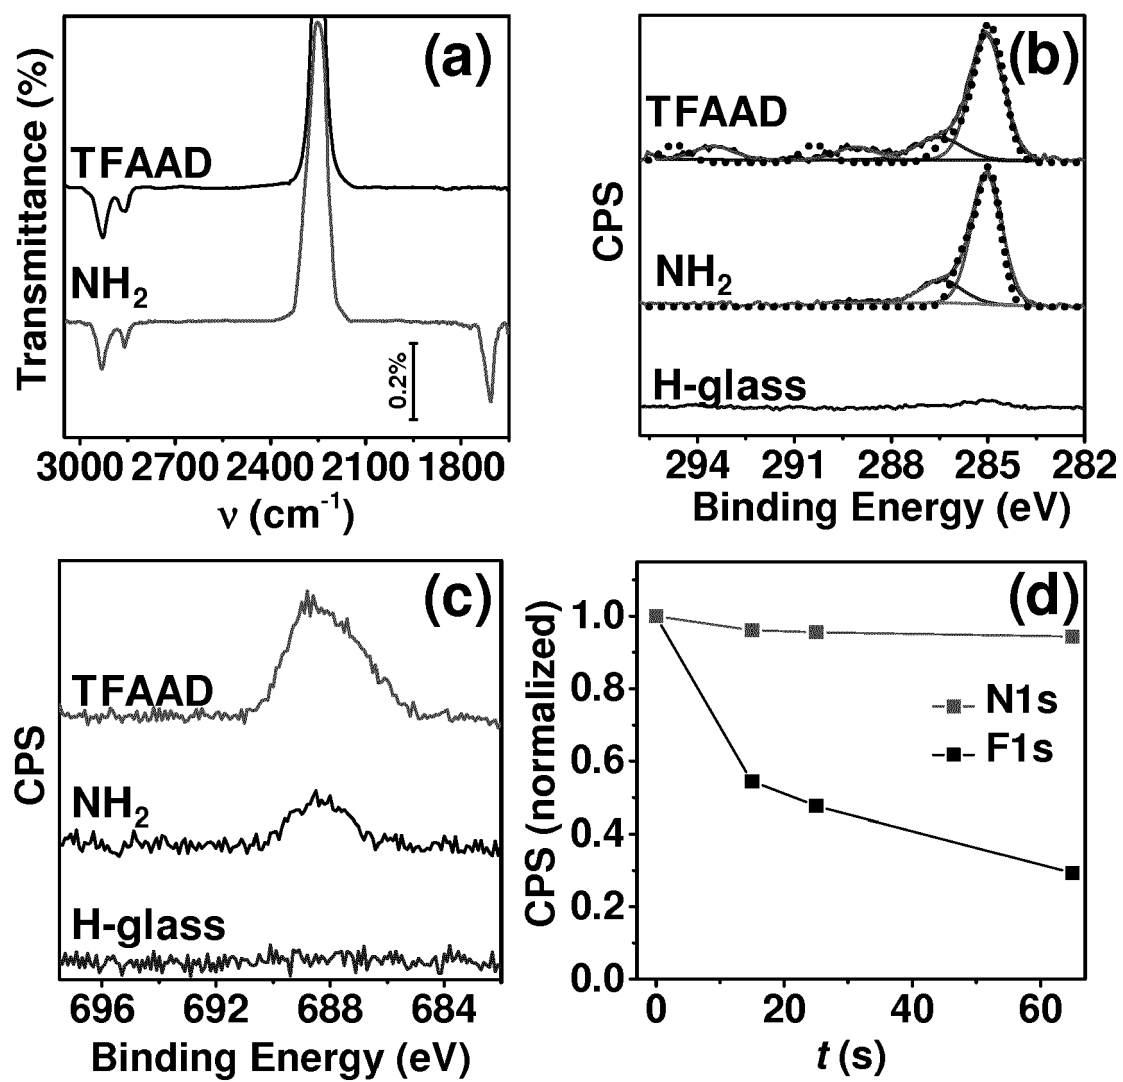 (a)
Transmittance (%)
TFAAD
NH2
0.2%
3000 2700 2400 2100 1800
ν (cm-1)
(b)
CPS
TFAAD
NH2
H-glass
294 291 288 285 282
Binding Energy (eV)
(c)
CPS
TFAAD
NH2
H-glass
696 692 688 684
Binding Energy (eV)
(d)
CPS (normalized)
1.0
0.8
0.6
0.4
0.2
0.0
N1s
F1s
0 20 40 60
t (s)